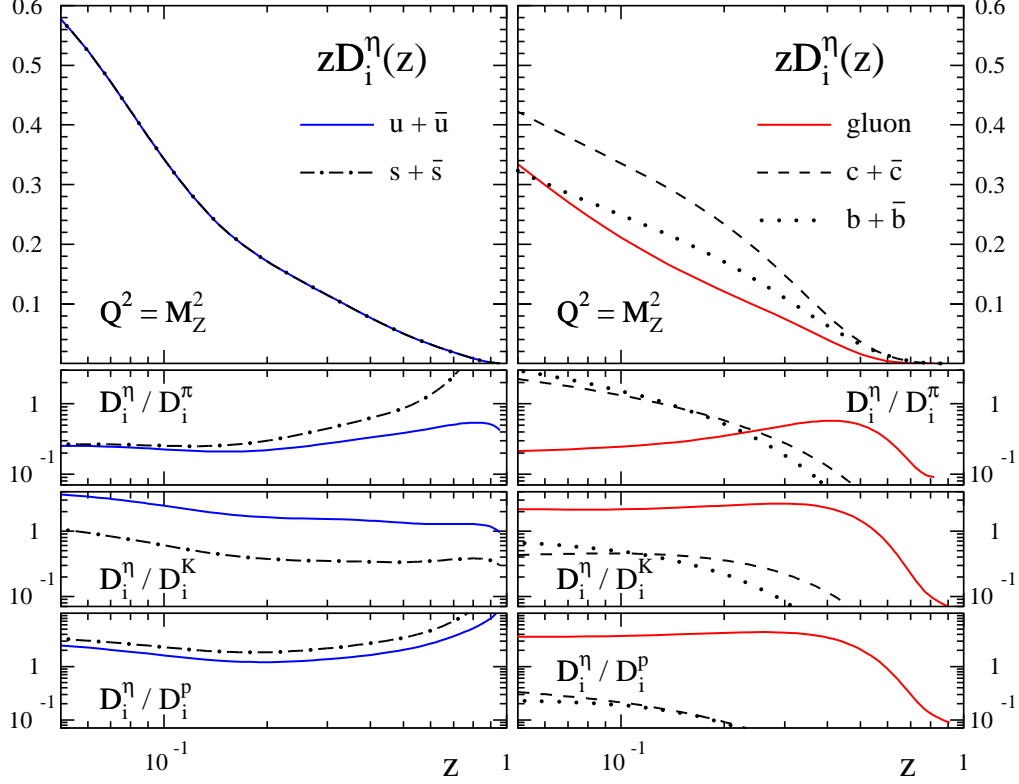 0.6
0.5
0.4
0.3
0.2
0.1
zD_i^η(z)
u + ū
s + s̄
Q² = M_Z²
0.6
0.5
0.4
0.3
0.2
0.1
zD_i^η(z)
gluon
c + c̄
b + b̄
Q² = M_Z²
1
10^-1
D_i^η / D_i^π
D_i^η / D_i^π
1
10^-1
1
10^-1
D_i^η / D_i^K
D_i^η / D_i^K
1
10^-1
1
10^-1
D_i^η / D_i^p
D_i^η / D_i^p
1
10^-1
10^-1 z 1
10^-1 z 1